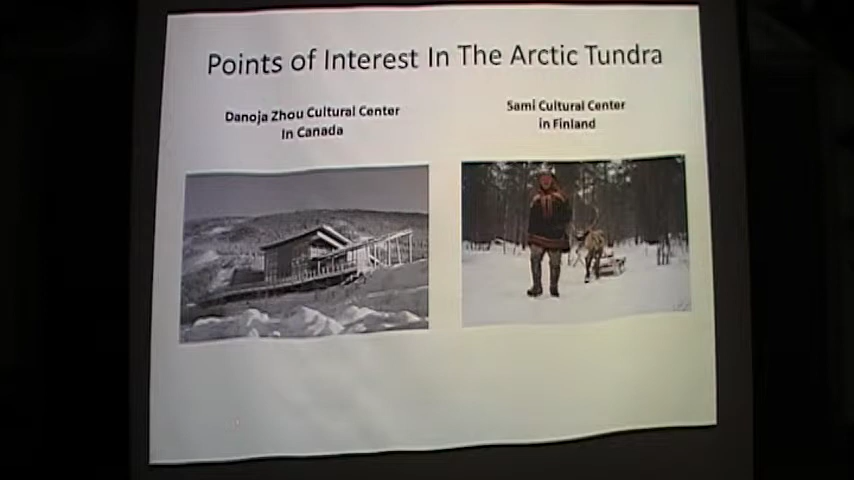 Points of Interest In The Arctic Tundra
Danoja Zhou Cultural Center
In Canada
Sami Cultural Center
in Finland